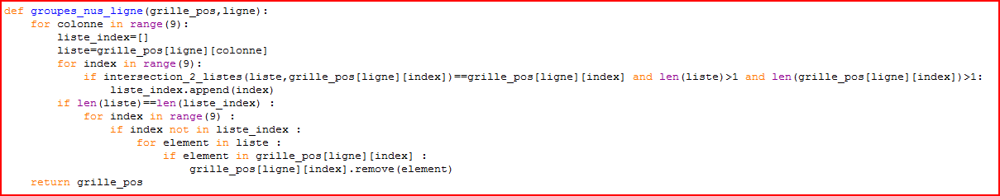 def groupes_nus_ligne(grille_pos,ligne):
    for colonne in range(9):
        liste_index=[]
        liste=grille_pos[ligne][colonne]
        for index in range(9):
            if intersection_2_listes(liste,grille_pos[ligne][index])==grille_pos[ligne][index] and len(liste)>1 and len(grille_pos[ligne][index])>1:
                liste_index.append(index)
        if len(liste)==len(liste_index) :
            for index in range(9) :
                if index not in liste_index :
                    for element in liste :
                        if element in grille_pos[ligne][index] :
                            grille_pos[ligne][index].remove(element)
    return grille_pos